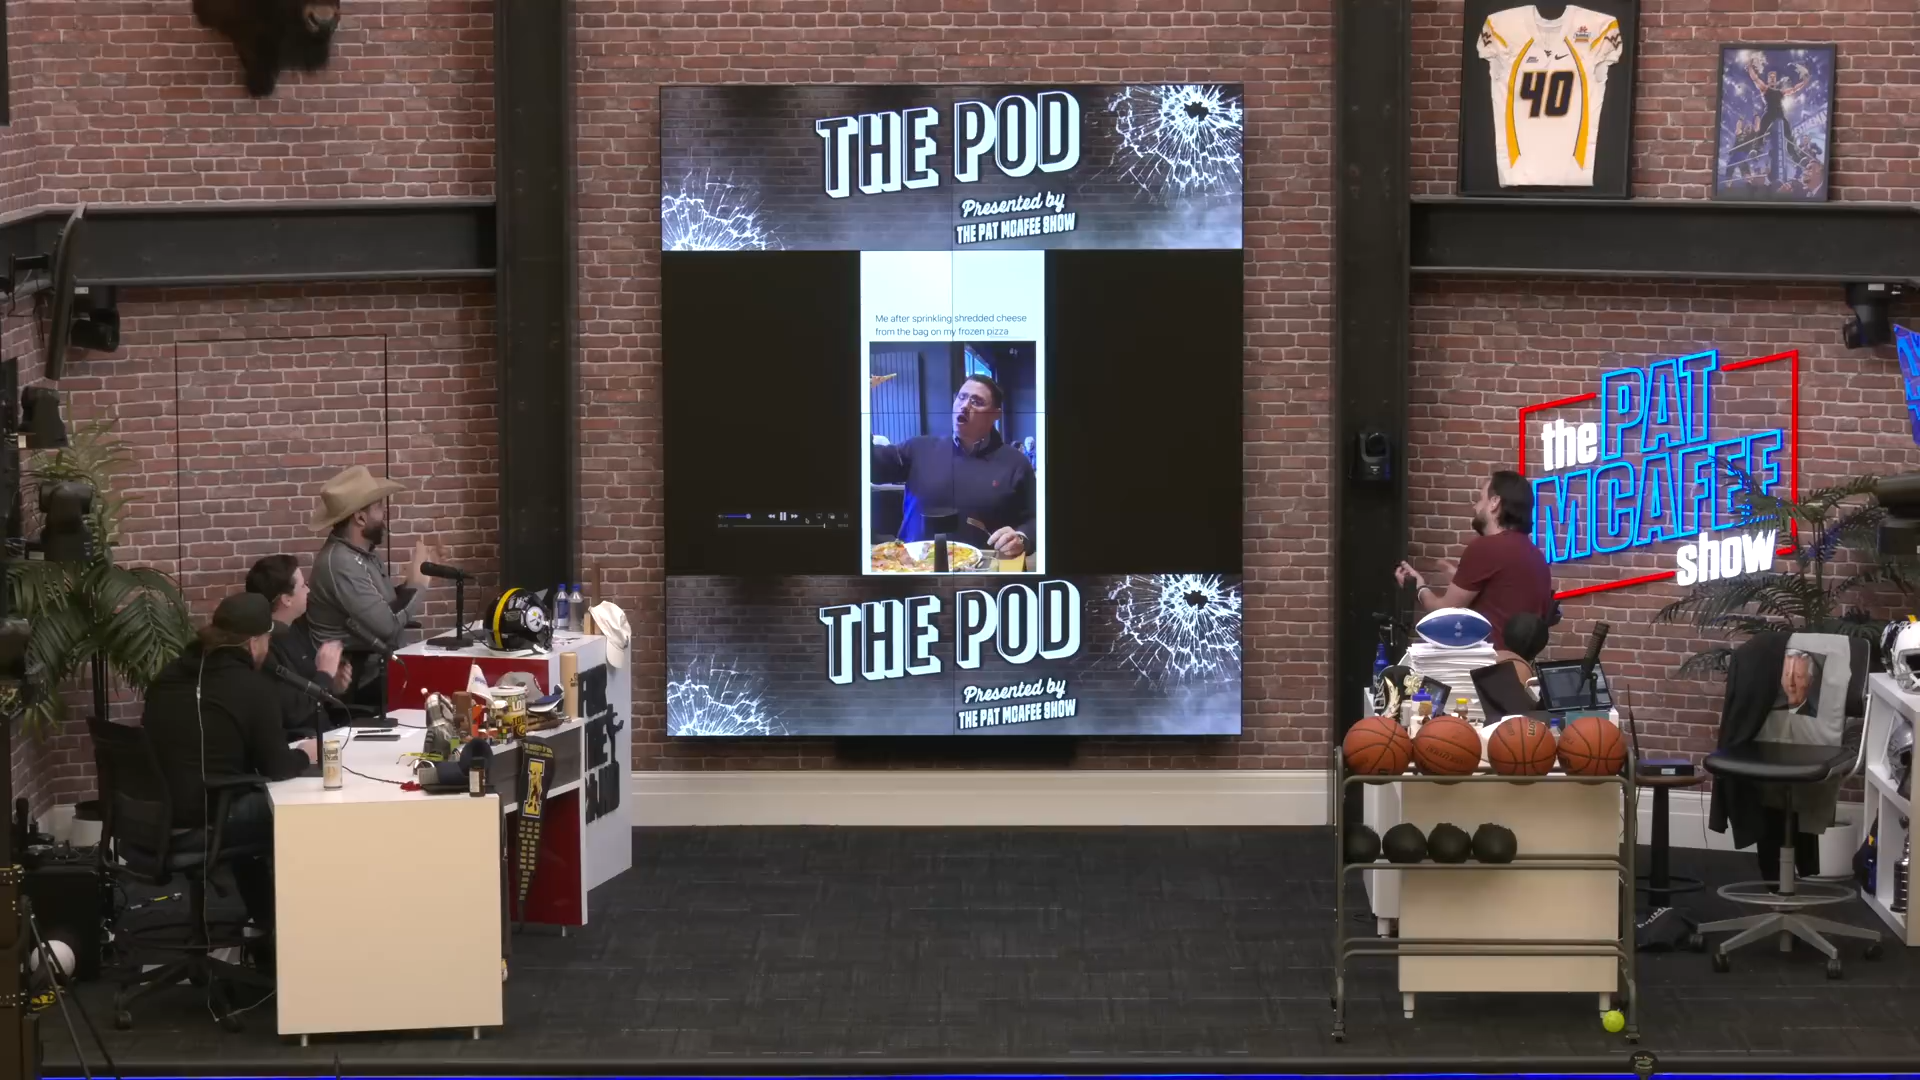 THE POD
Presented by
THE PAT MCAFEE SHOW
Me after sprinkling shredded cheese
from the bag on my frozen pizza
THE POD
Presented by
THE PAT MCAFEE SHOW
40
the PAT
MCAFEE
show